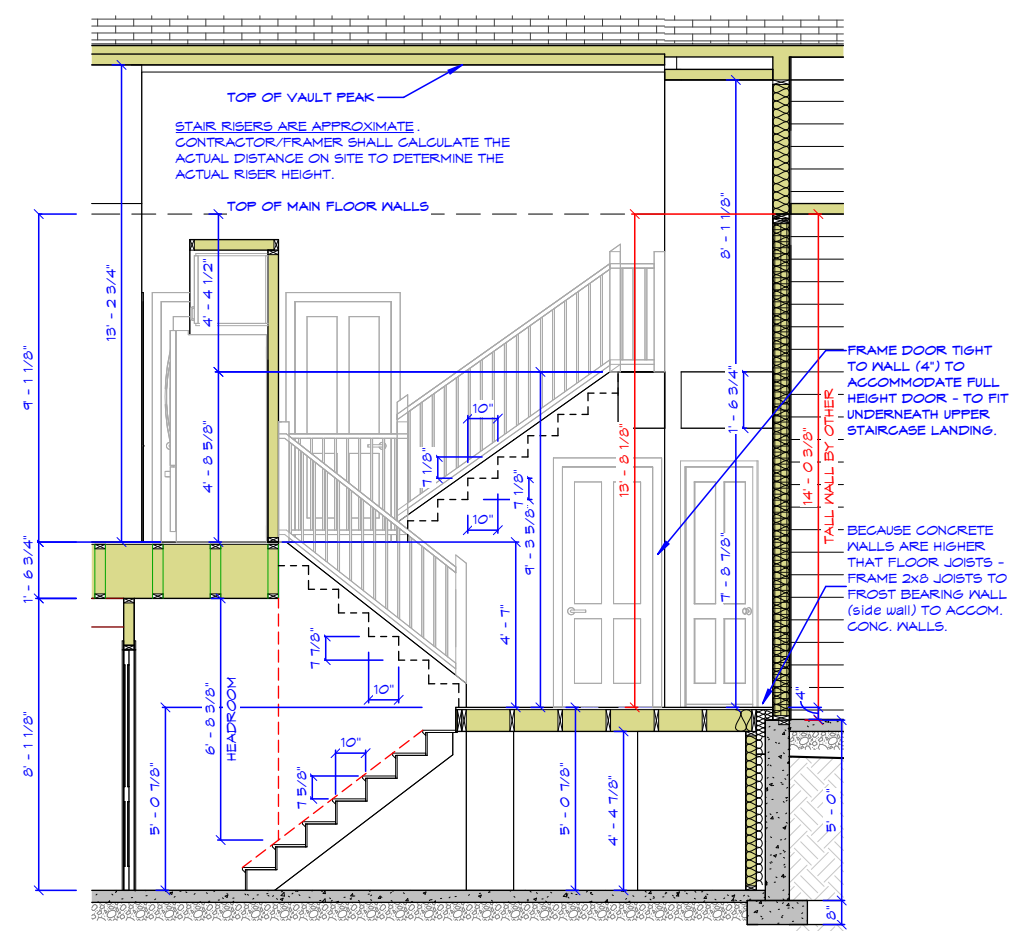 TOP OF VAULT PEAK
STAIR RISERS ARE APPROXIMATE.
CONTRACTOR/FRAMER SHALL CALCULATE THE
ACTUAL DISTANCE ON SITE TO DETERMINE THE
ACTUAL RISER HEIGHT.
TOP OF MAIN FLOOR WALLS
13' - 2 3/4"
4' - 4 1/2"
8' - 1 1/8"
9' - 1 1/8"
4' - 8 5/8"
10"
7 1/8"
7 1/8"
10"
9' - 3 5/8"
13' - 8 1/8"
1' - 6 3/4"
14' - 0 3/8"
TALL WALL BY OTHER
FRAME DOOR TIGHT
TO WALL (4") TO
ACCOMMODATE FULL
HEIGHT DOOR - TO FIT
UNDERNEATH UPPER
STAIRCASE LANDING.
BECAUSE CONCRETE
WALLS ARE HIGHER
THAT FLOOR JOISTS -
FRAME 2x8 JOISTS TO
FROST BEARING WALL
(side wall) TO ACCOM.
CONC. WALLS.
1' - 6 3/4"
4' - 7"
7' - 8 7/8"
7 7/8"
10"
4"
8' - 1 1/8"
6' - 8 3/8"
HEADROOM
10"
7 5/8"
5' - 0 7/8"
5' - 0 7/8"
4' - 4 7/8"
5' - 0"
8"